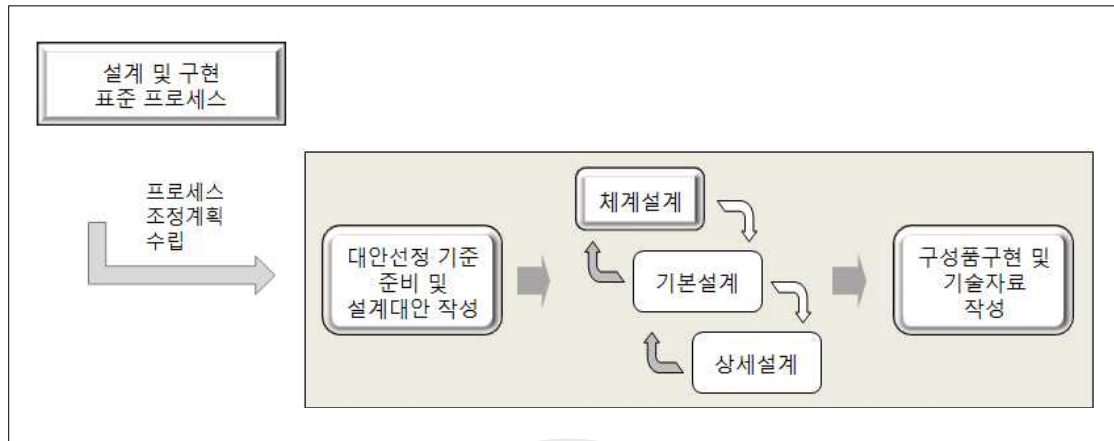 설계 및 구현
표준 프로세스
프로세스
조정계획
수립
대안선정 기준
준비 및
설계대안 작성
체계설계
기본설계
상세설계
구성품구현 및
기술자료
작성